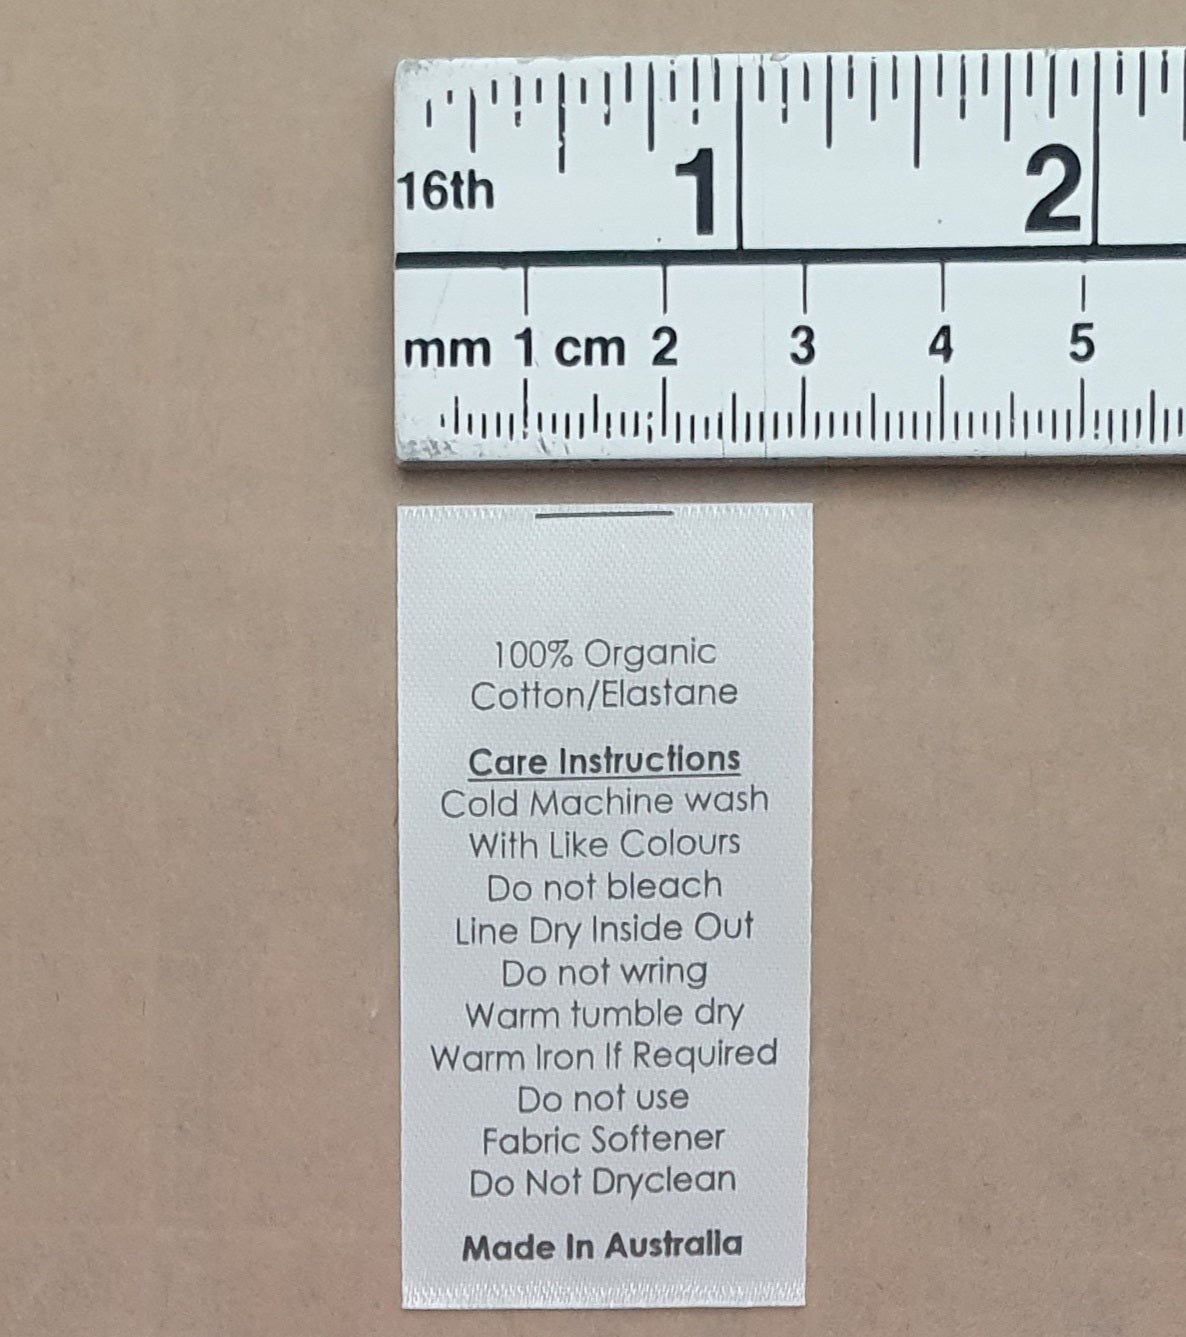 16th 1 2
mm 1 cm 2 3 4 5
100% Organic
Cotton/Elastane
Care Instructions
Cold Machine wash
With Like Colours
Do not bleach
Line Dry Inside Out
Do not wring
Warm tumble dry
Warm Iron If Required
Do not use
Fabric Softener
Do Not Dryclean
Made In Australia